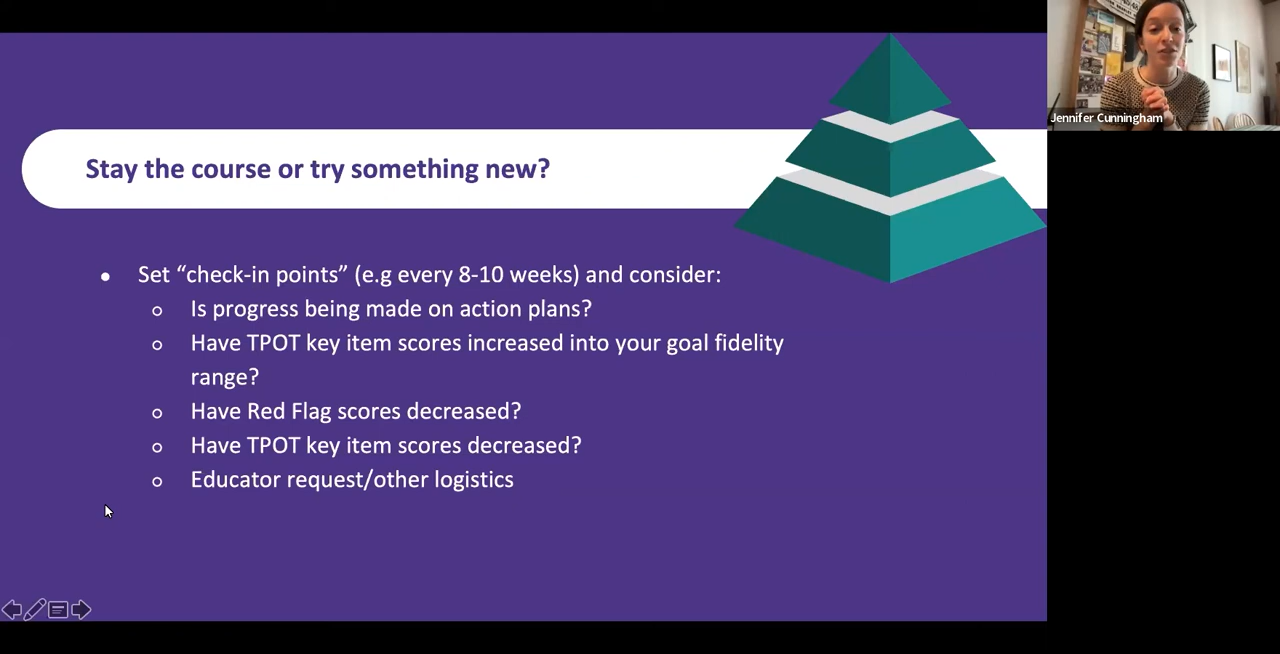 Stay the course or try something new?
Set “check-in points” (e.g every 8-10 weeks) and consider:
Is progress being made on action plans?
Have TPOT key item scores increased into your goal fidelity
range?
Have Red Flag scores decreased?
Have TPOT key item scores decreased?
Educator request/other logistics
Jennifer Cunningham